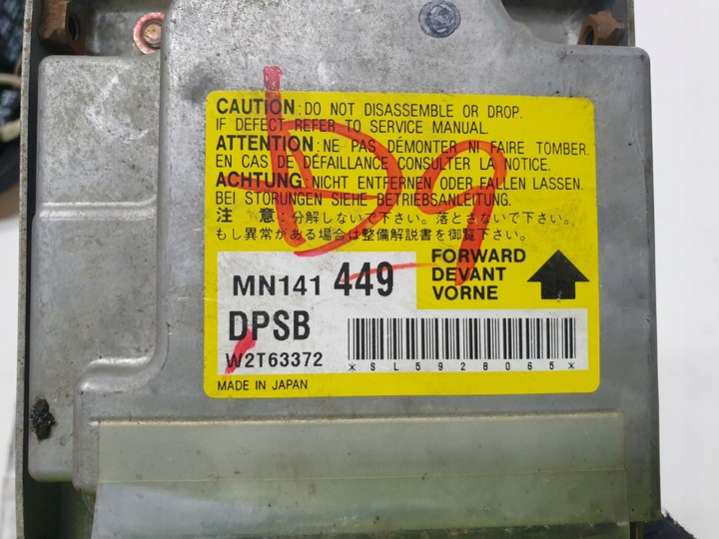 CAUTION:DO NOT DISASSEMBLE OR DROP.
IF DEFECT REFER TO SERVICE MANUAL.
ATTENTION:NE PAS DÉMONTER NI FAIRE TOMBER.
EN CAS DE DÉFAILLANCE CONSULTER LA NOTICE.
ACHTUNG:NICHT ENTFERNEN ODER FALLEN LASSEN.
BEI STORUNGEN SIEHE BETRIEBSANLEITUNG.
注 意:分解しないで下さい。落とさないで下さい。
もし異常がある場合は整備解説書を御覧下さい。
FORWARD
DEVANT
VORNE
MN141 449
DPSB
W2T63372
*SL5928065*
MADE IN JAPAN